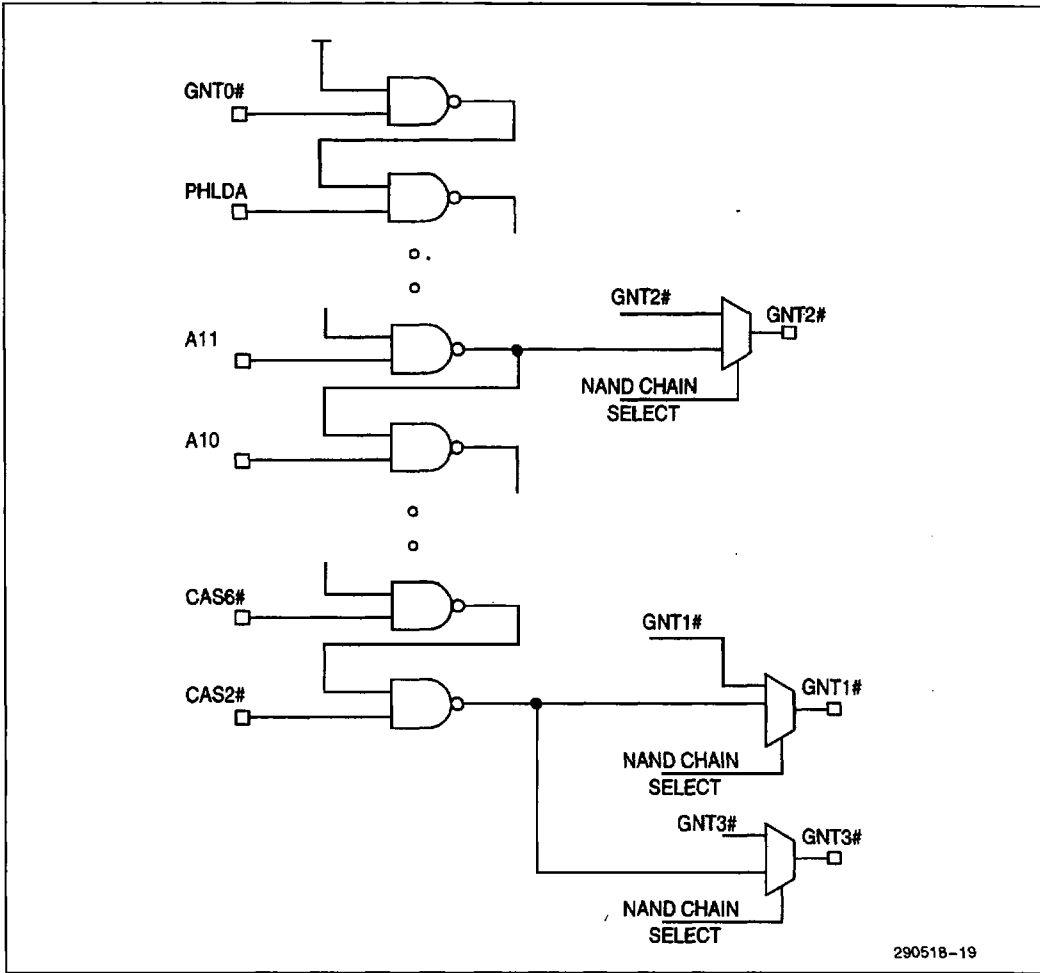 GNT0#
PHLDA
A11
GNT2#
GNT2#
NAND CHAIN
SELECT
A10
CAS6#
GNT1#
CAS2#
GNT1#
NAND CHAIN
SELECT
GNT3#
GNT3#
NAND CHAIN
SELECT
290518-19